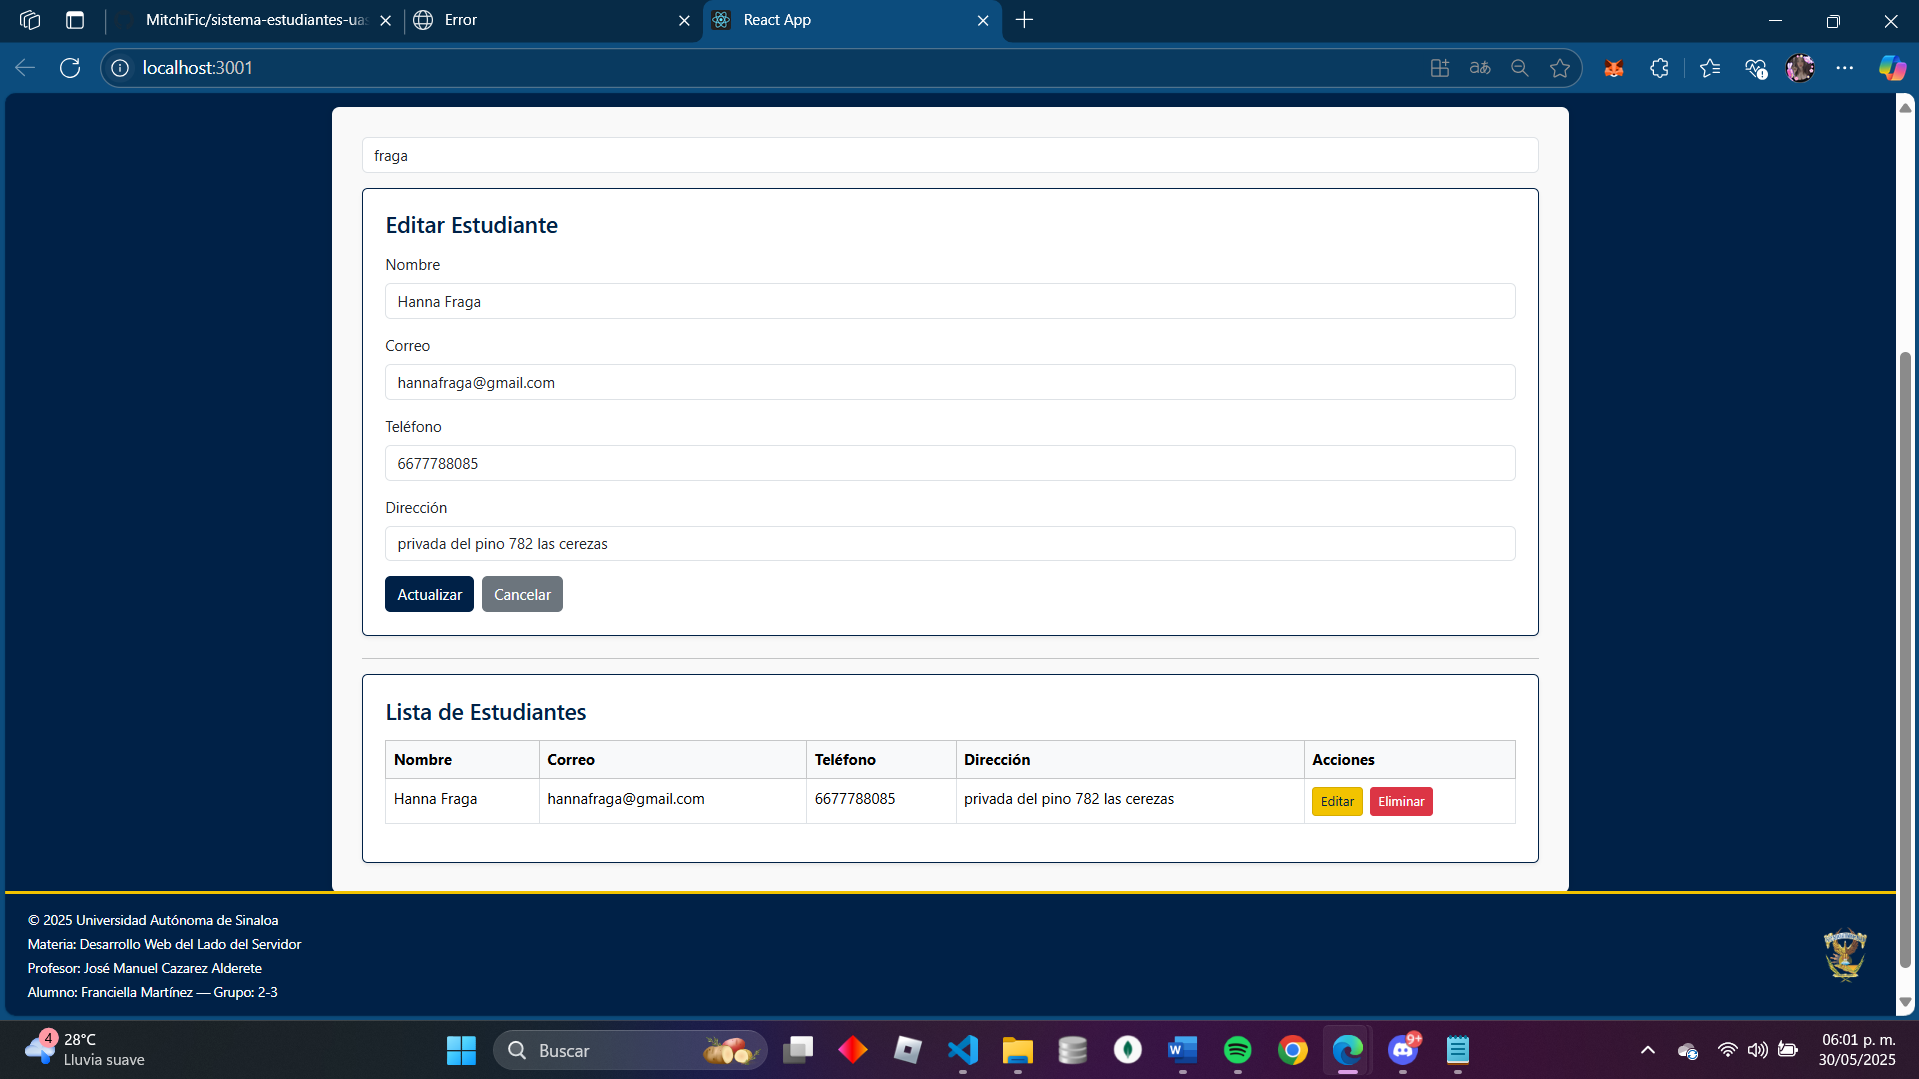 MitchiFic/sistema-estudiantes-uas
Error
React App
localhost:3001
fraga
Editar Estudiante
Nombre
Hanna Fraga
Correo
hannafraga@gmail.com
Teléfono
6677788085
Dirección
privada del pino 782 las cerezas
Actualizar Cancelar
Lista de Estudiantes
Nombre Correo Teléfono Dirección Acciones
Hanna Fraga hannafraga@gmail.com 6677788085 privada del pino 782 las cerezas Editar Eliminar
© 2025 Universidad Autónoma de Sinaloa
Materia: Desarrollo Web del Lado del Servidor
Profesor: José Manuel Cazarez Alderete
Alumno: Franciella Martínez — Grupo: 2-3
4
28°C
Lluvia suave
Buscar
9+
06:01 p. m.
30/05/2025